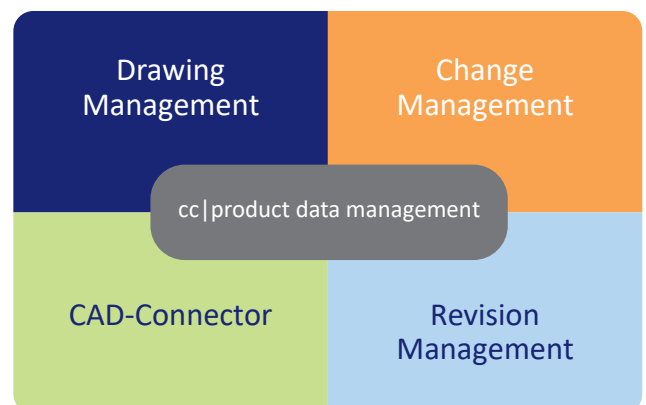 Drawing
Management
Change
Management
cc|product data management
CAD-Connector
Revision
Management